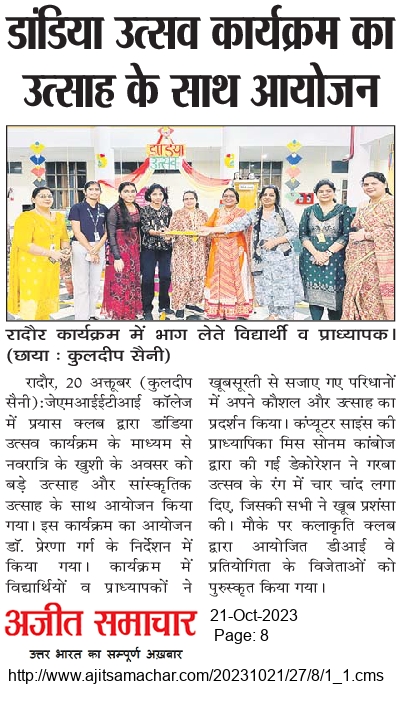 डांडिया उत्सव कार्यक्रम का
उत्साह के साथ आयोजन
डांडिया
उत्सव
रादौर कार्यक्रम में भाग लेते विद्यार्थी व प्राध्यापक।
(छाया : कुलदीप सैनी)
रादौर, 20 अक्तूबर (कुलदीप
सैनी):जेएमआईईटीआई कॉलेज
में प्रयास क्लब द्वारा डांडिया
उत्सव कार्यक्रम के माध्यम से
नवरात्रि के खुशी के अवसर को
बड़े उत्साह और सांस्कृतिक
उत्साह के साथ आयोजन किया
गया। इस कार्यक्रम का आयोजन
डॉ. प्रेरणा गर्ग के निर्देशन में
किया गया। कार्यक्रम में
विद्यार्थियों व प्राध्यापकों ने
खूबसूरती से सजाए गए परिधानों
में अपने कौशल और उत्साह का
प्रदर्शन किया। कंप्यूटर साइंस की
प्राध्यापिका मिस सोनम कांबोज
द्वारा की गई डेकोरेशन ने गरबा
उत्सव के रंग में चार चांद लगा
दिए, जिसकी सभी ने खूब प्रशंसा
की। मौके पर कलाकृति क्लब
द्वारा आयोजित डीआई वे
प्रतियोगिता के विजेताओं को
पुरुस्कृत किया गया।
अजीत समाचार
उत्तर भारत का सम्पूर्ण अख़बार
21-Oct-2023
Page: 8
http://www.ajitsamachar.com/20231021/27/8/1_1.cms